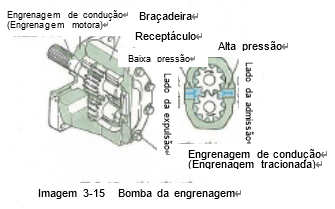 Engrenagem de condução
(Engrenagem motora)
Braçadeira
Receptáculo
Alta pressão
Baixa pressão
Lado da expulsão
Lado da admissão
Engrenagem de condução
(Engrenagem tracionada)
Imagem 3-15 Bomba da engrenagem